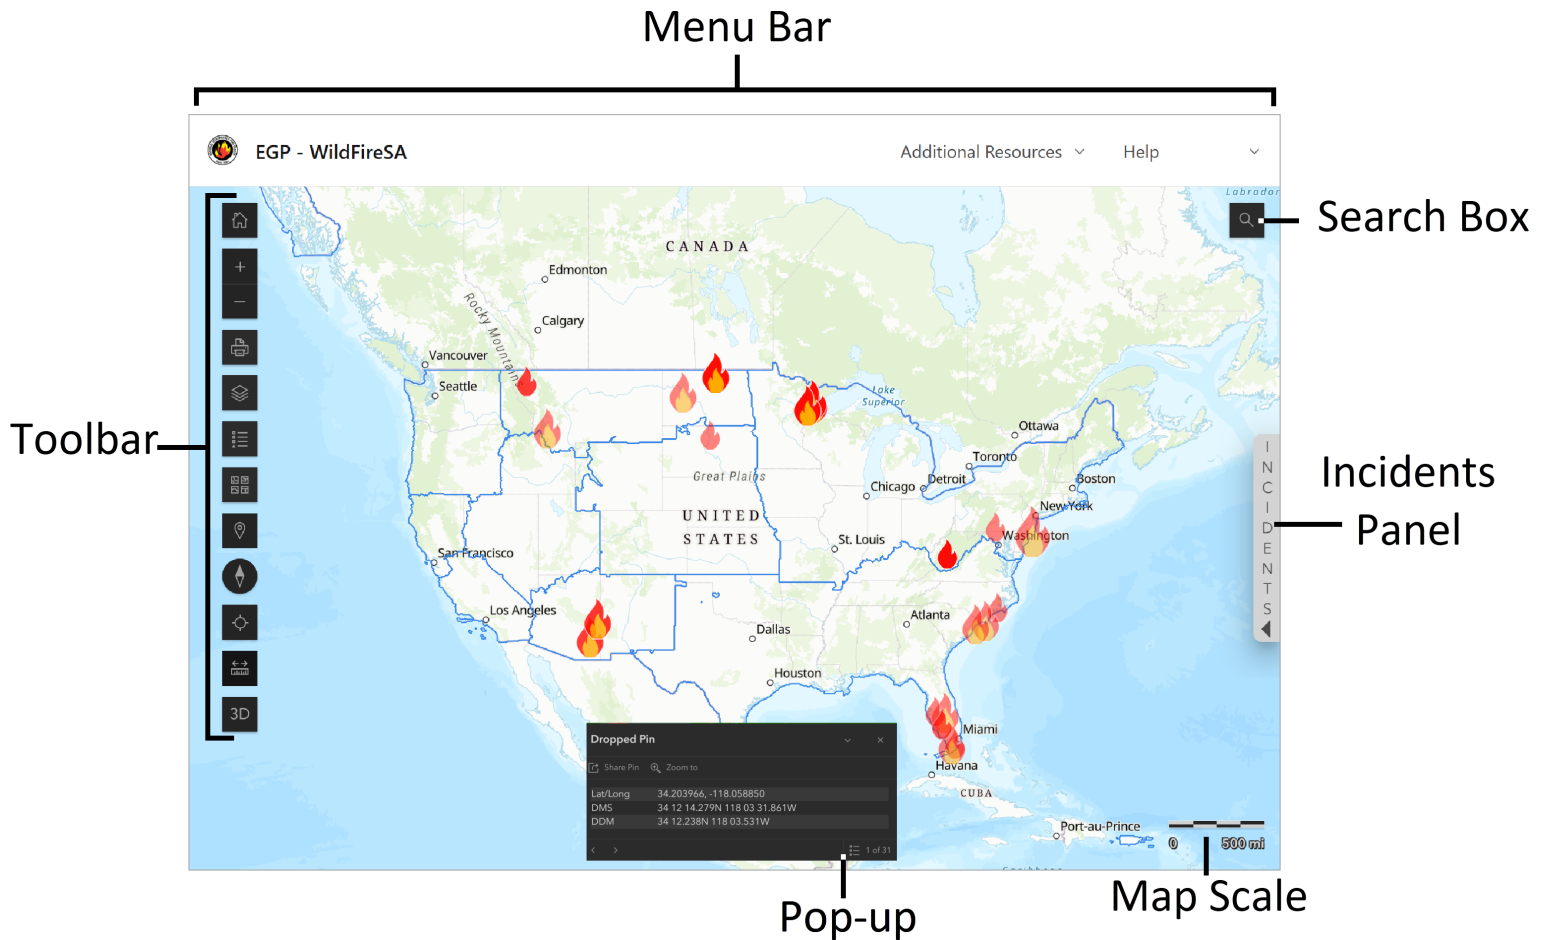 Menu Bar
EGP - WildFireSA
Additional Resources
Help
Labrador
Search Box
CANADA
Edmonton
Rocky Mountains
Calgary
Vancouver
Seattle
Lake
Superior
Ottawa
Toolbar
Toronto
Great Plains
Chicago
Detroit
Boston
INCIDENTS
Incidents
Panel
New York
UNITED
STATES
St. Louis
Washington
San Francisco
Los Angeles
Atlanta
Dallas
Houston
3D
Miami
Dropped Pin
Havana
Share Pin
Zoom to
CUBA
Lat/Long 34.203966, -118.058850
DMS 34 12 14.279N 118 03 31.861W
DDM 34 12.238N 118 03.531W
Port-au-Prince
0 500 mi
1 of 31
Map Scale
Pop-up